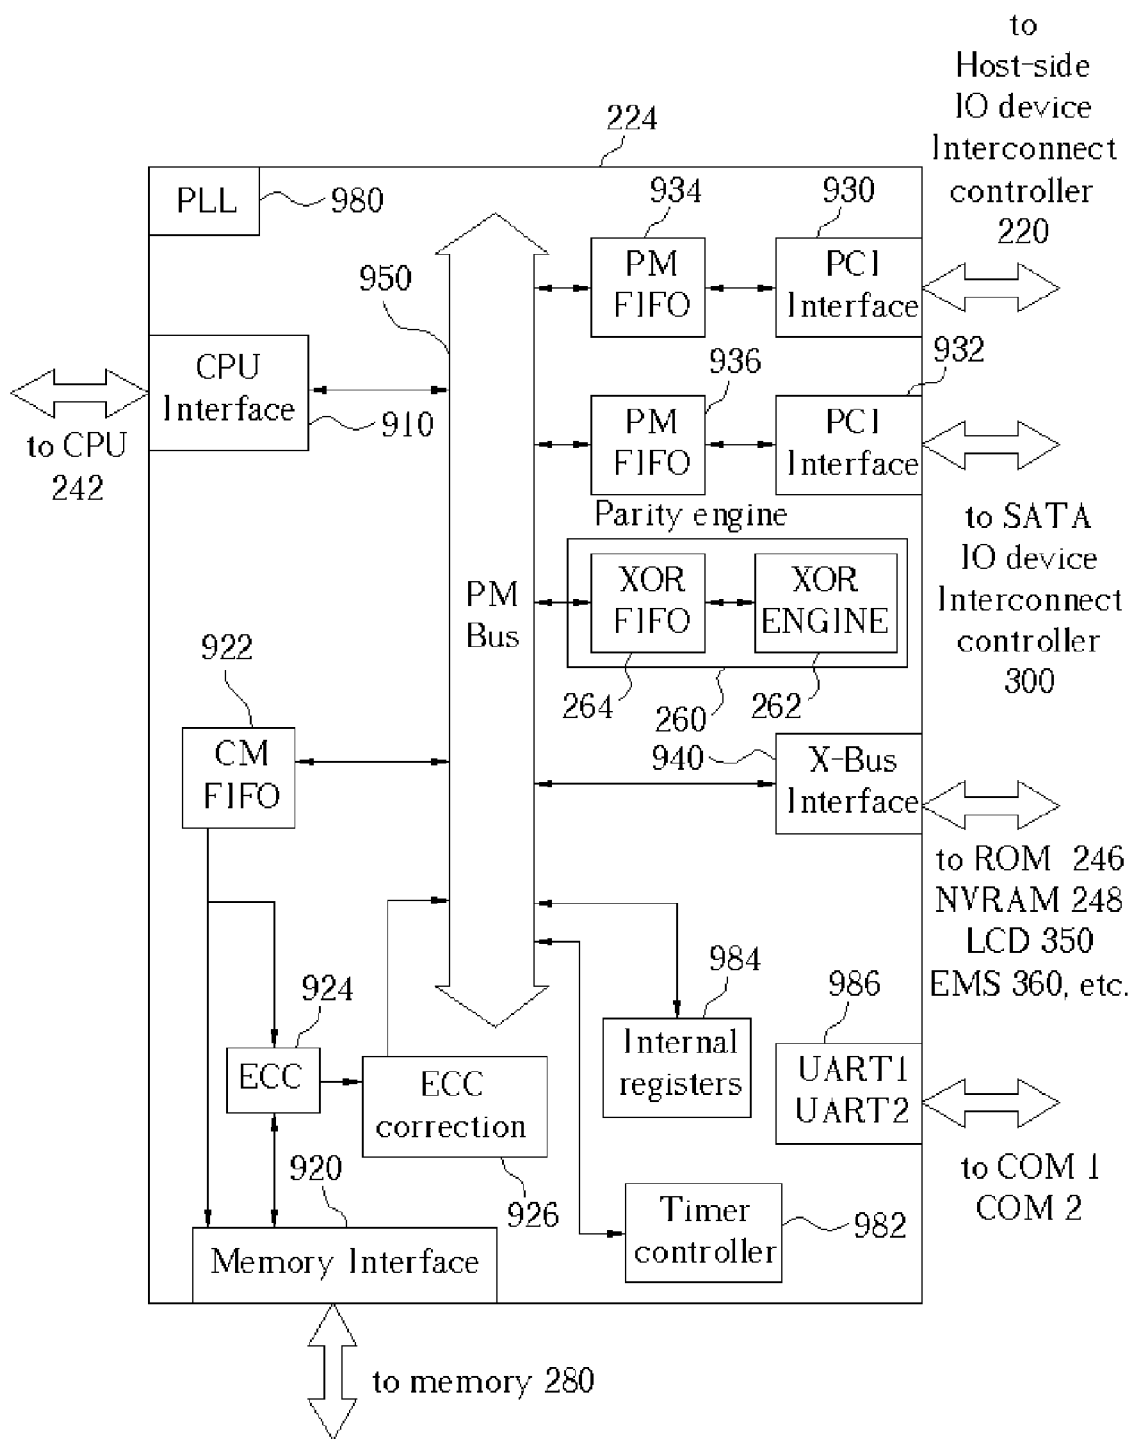 to
Host-side
IO device
Interconnect
controller
220
224
PLL
980
934
930
PM
FIFO
PCI
Interface
950
CPU
Interface
910
to CPU
242
936
932
PM
FIFO
PCI
Interface
to SATA
IO device
Interconnect
controller
300
Parity engine
XOR
FIFO
XOR
ENGINE
264
260
262
PM
Bus
922
CM
FIFO
940
X-Bus
Interface
to ROM 246
NVRAM 248
LCD 350
EMS 360, etc.
984
Internal
registers
986
UART1
UART2
to COM 1
COM 2
924
ECC
ECC
correction
926
920
Memory Interface
Timer
controller
982
to memory 280